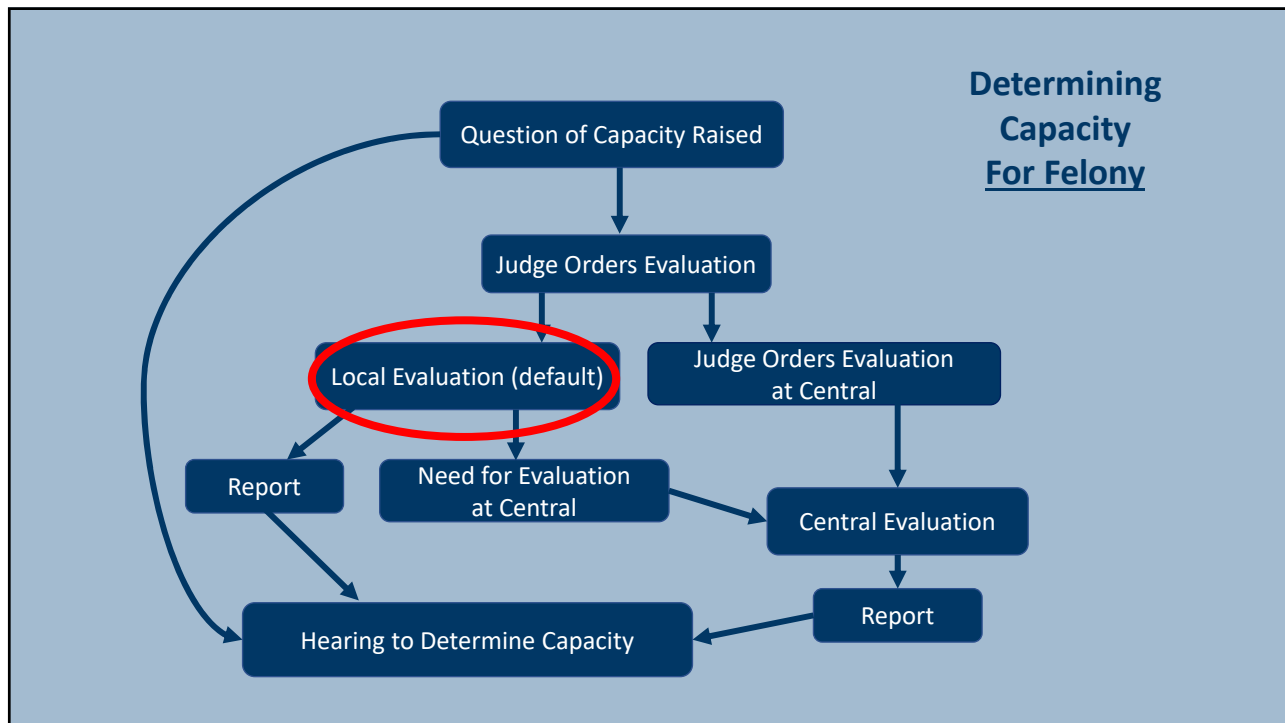 Determining
Capacity
For Felony
Question of Capacity Raised
Judge Orders Evaluation
Local Evaluation (default)
Judge Orders Evaluation
at Central
Report
Need for Evaluation
at Central
Central Evaluation
Report
Hearing to Determine Capacity